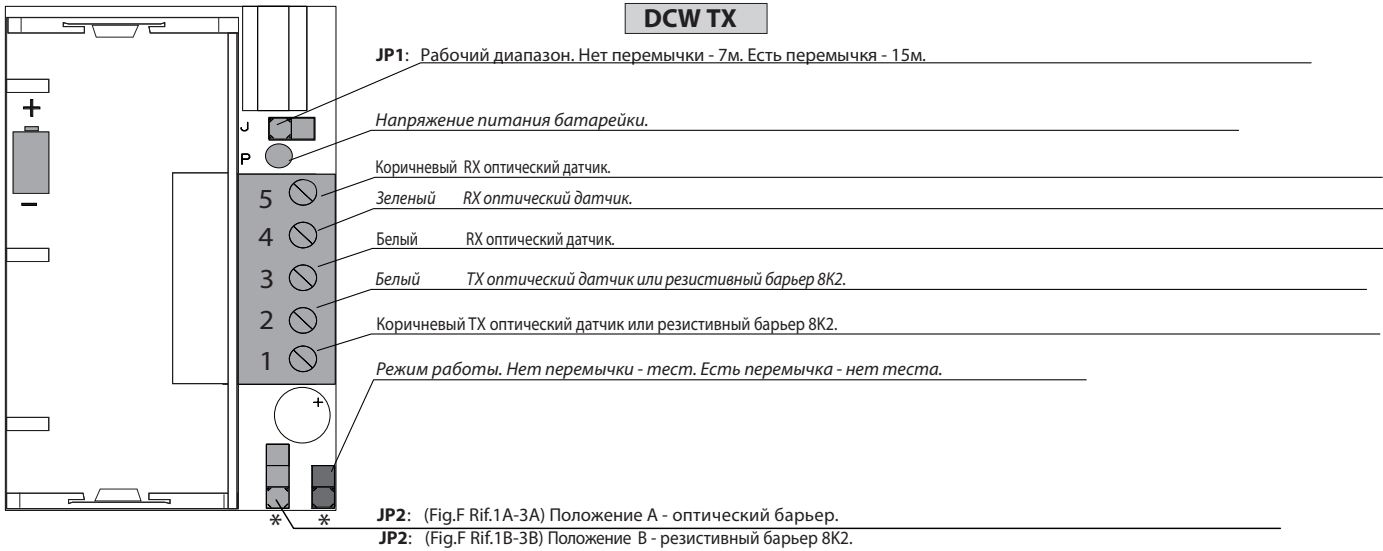 DCW TX
JP1: Рабочий диапазон. Нет перемычки - 7м. Есть перемычкя - 15м.
+
J
Напряжение питания батарейки.
P
Коричневый RX оптический датчик.
5
-
Зеленый RX оптический датчик.
4
Белый RX оптический датчик.
3
Белый TX оптический датчик или резистивный барьер 8K2.
2
Коричневый TX оптический датчик или резистивный барьер 8K2.
1
Режим работы. Нет перемычки - тест. Есть перемычка - нет теста.
+
* *
JP2: (Fig.F Rif.1A-3A) Положение A - оптический барьер.
JP2: (Fig.F Rif.1B-3B) Положение B - резистивный барьер 8K2.